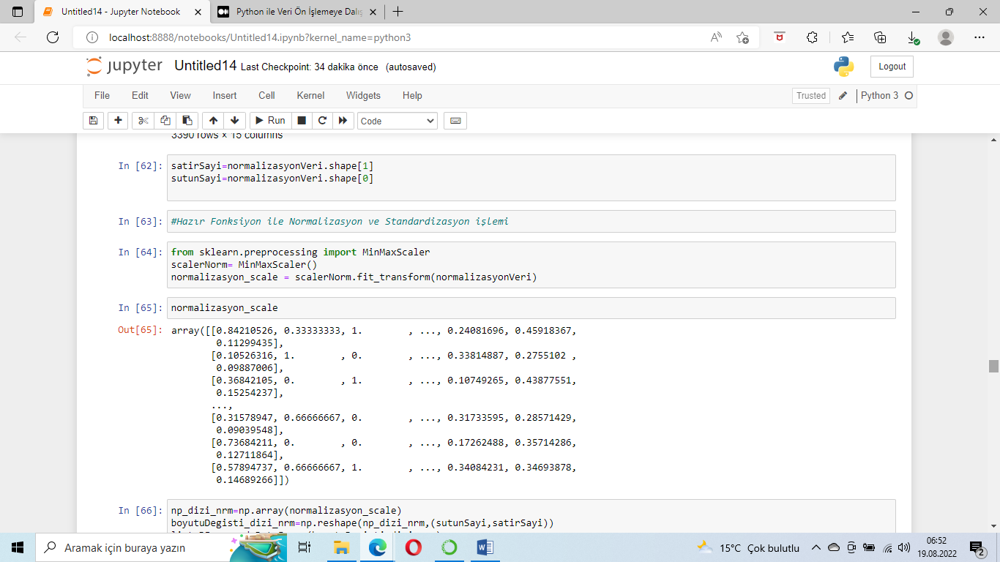 Untitled14 - Jupyter Notebook
Python ile Veri Ön İşlemeye Dalış
localhost:8888/notebooks/Untitled14.ipynb?kernel_name=python3
jupyter Untitled14 Last Checkpoint: 34 dakika önce (autosaved)
Logout
File Edit View Insert Cell Kernel Widgets Help
Trusted
Python 3
Run
Code
3390 rows × 15 columns
In [62]: satirSayi=normalizasyonVeri.shape[1]
sutunSayi=normalizasyonVeri.shape[0]
In [63]: #Hazır Fonksiyon ile Normalizasyon ve Standardizasyon işlemi
In [64]: from sklearn.preprocessing import MinMaxScaler
scalerNorm= MinMaxScaler()
normalizasyon_scale = scalerNorm.fit_transform(normalizasyonVeri)
In [65]: normalizasyon_scale
Out[65]: array([[0.84210526, 0.33333333, 1.        , ..., 0.24081696, 0.45918367,
0.11299435],
[0.10526316, 1.        , 0.        , ..., 0.33814887, 0.2755102 ,
0.09887006],
[0.36842105, 0.        , 1.        , ..., 0.10749265, 0.43877551,
0.15254237],
...,
[0.31578947, 0.66666667, 0.        , ..., 0.31733595, 0.28571429,
0.09039548],
[0.73684211, 0.        , 0.        , ..., 0.17262488, 0.35714286,
0.12711864],
[0.57894737, 0.66666667, 1.        , ..., 0.34084231, 0.34693878,
0.14689266]])
In [66]: np_dizi_nrm=np.array(normalizasyon_scale)
boyutuDegisti_dizi_nrm=np.reshape(np_dizi_nrm,(sutunSayi,satirSayi))
Aramak için buraya yazın
15°C Çok bulutlu
06:52
19.08.2022
2